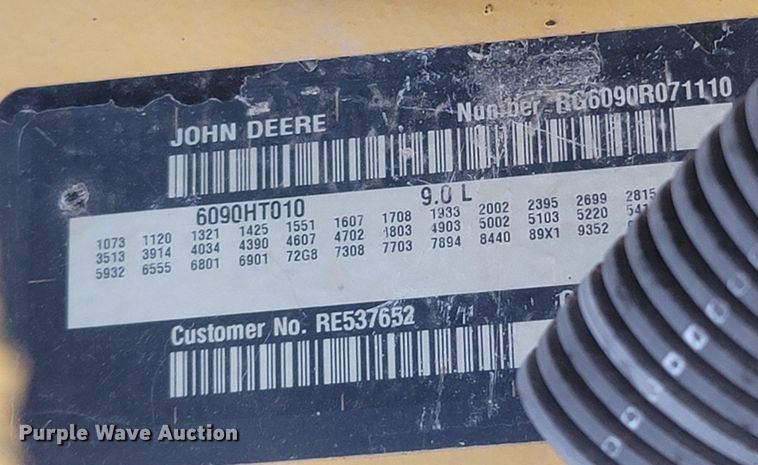 JOHN DEERE Number RG6090R071110
6090HT010 9.0 L
1073 1120 1321 1425 1551 1607 1708 1933 2002 2395 2699 2815
3513 3914 4034 4390 4607 4702 4803 4903 5002 5103 5220
5932 6555 6801 6901 72G8 7308 7703 7894 8440 89X1 9352
Customer No. RE537652
Purple Wave Auction